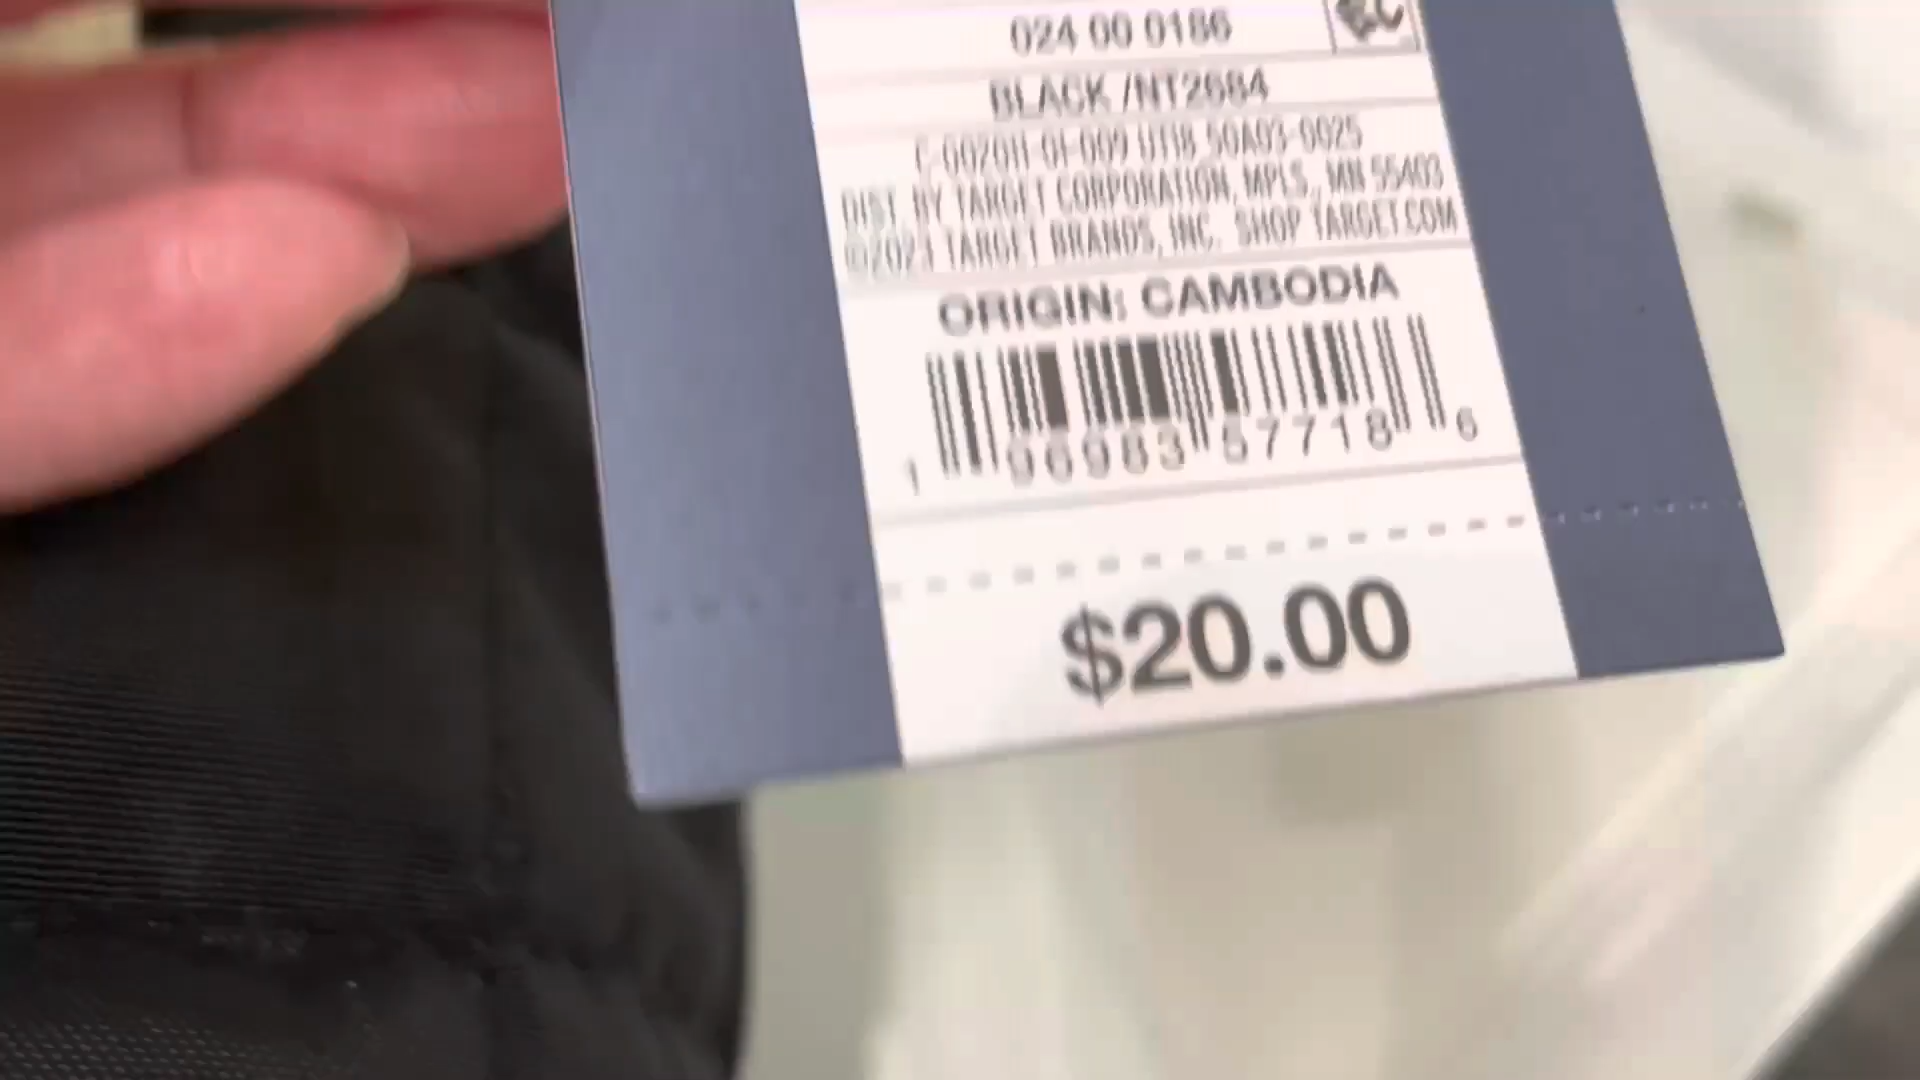 024 00 0186
BLACK /NT2684
DIST. BY TARGET CORPORATION, MPLS., MN 55403
©2023 TARGET BRANDS, INC. SHOP TARGET.COM
ORIGIN: CAMBODIA
1 96983 57718 6
$20.00